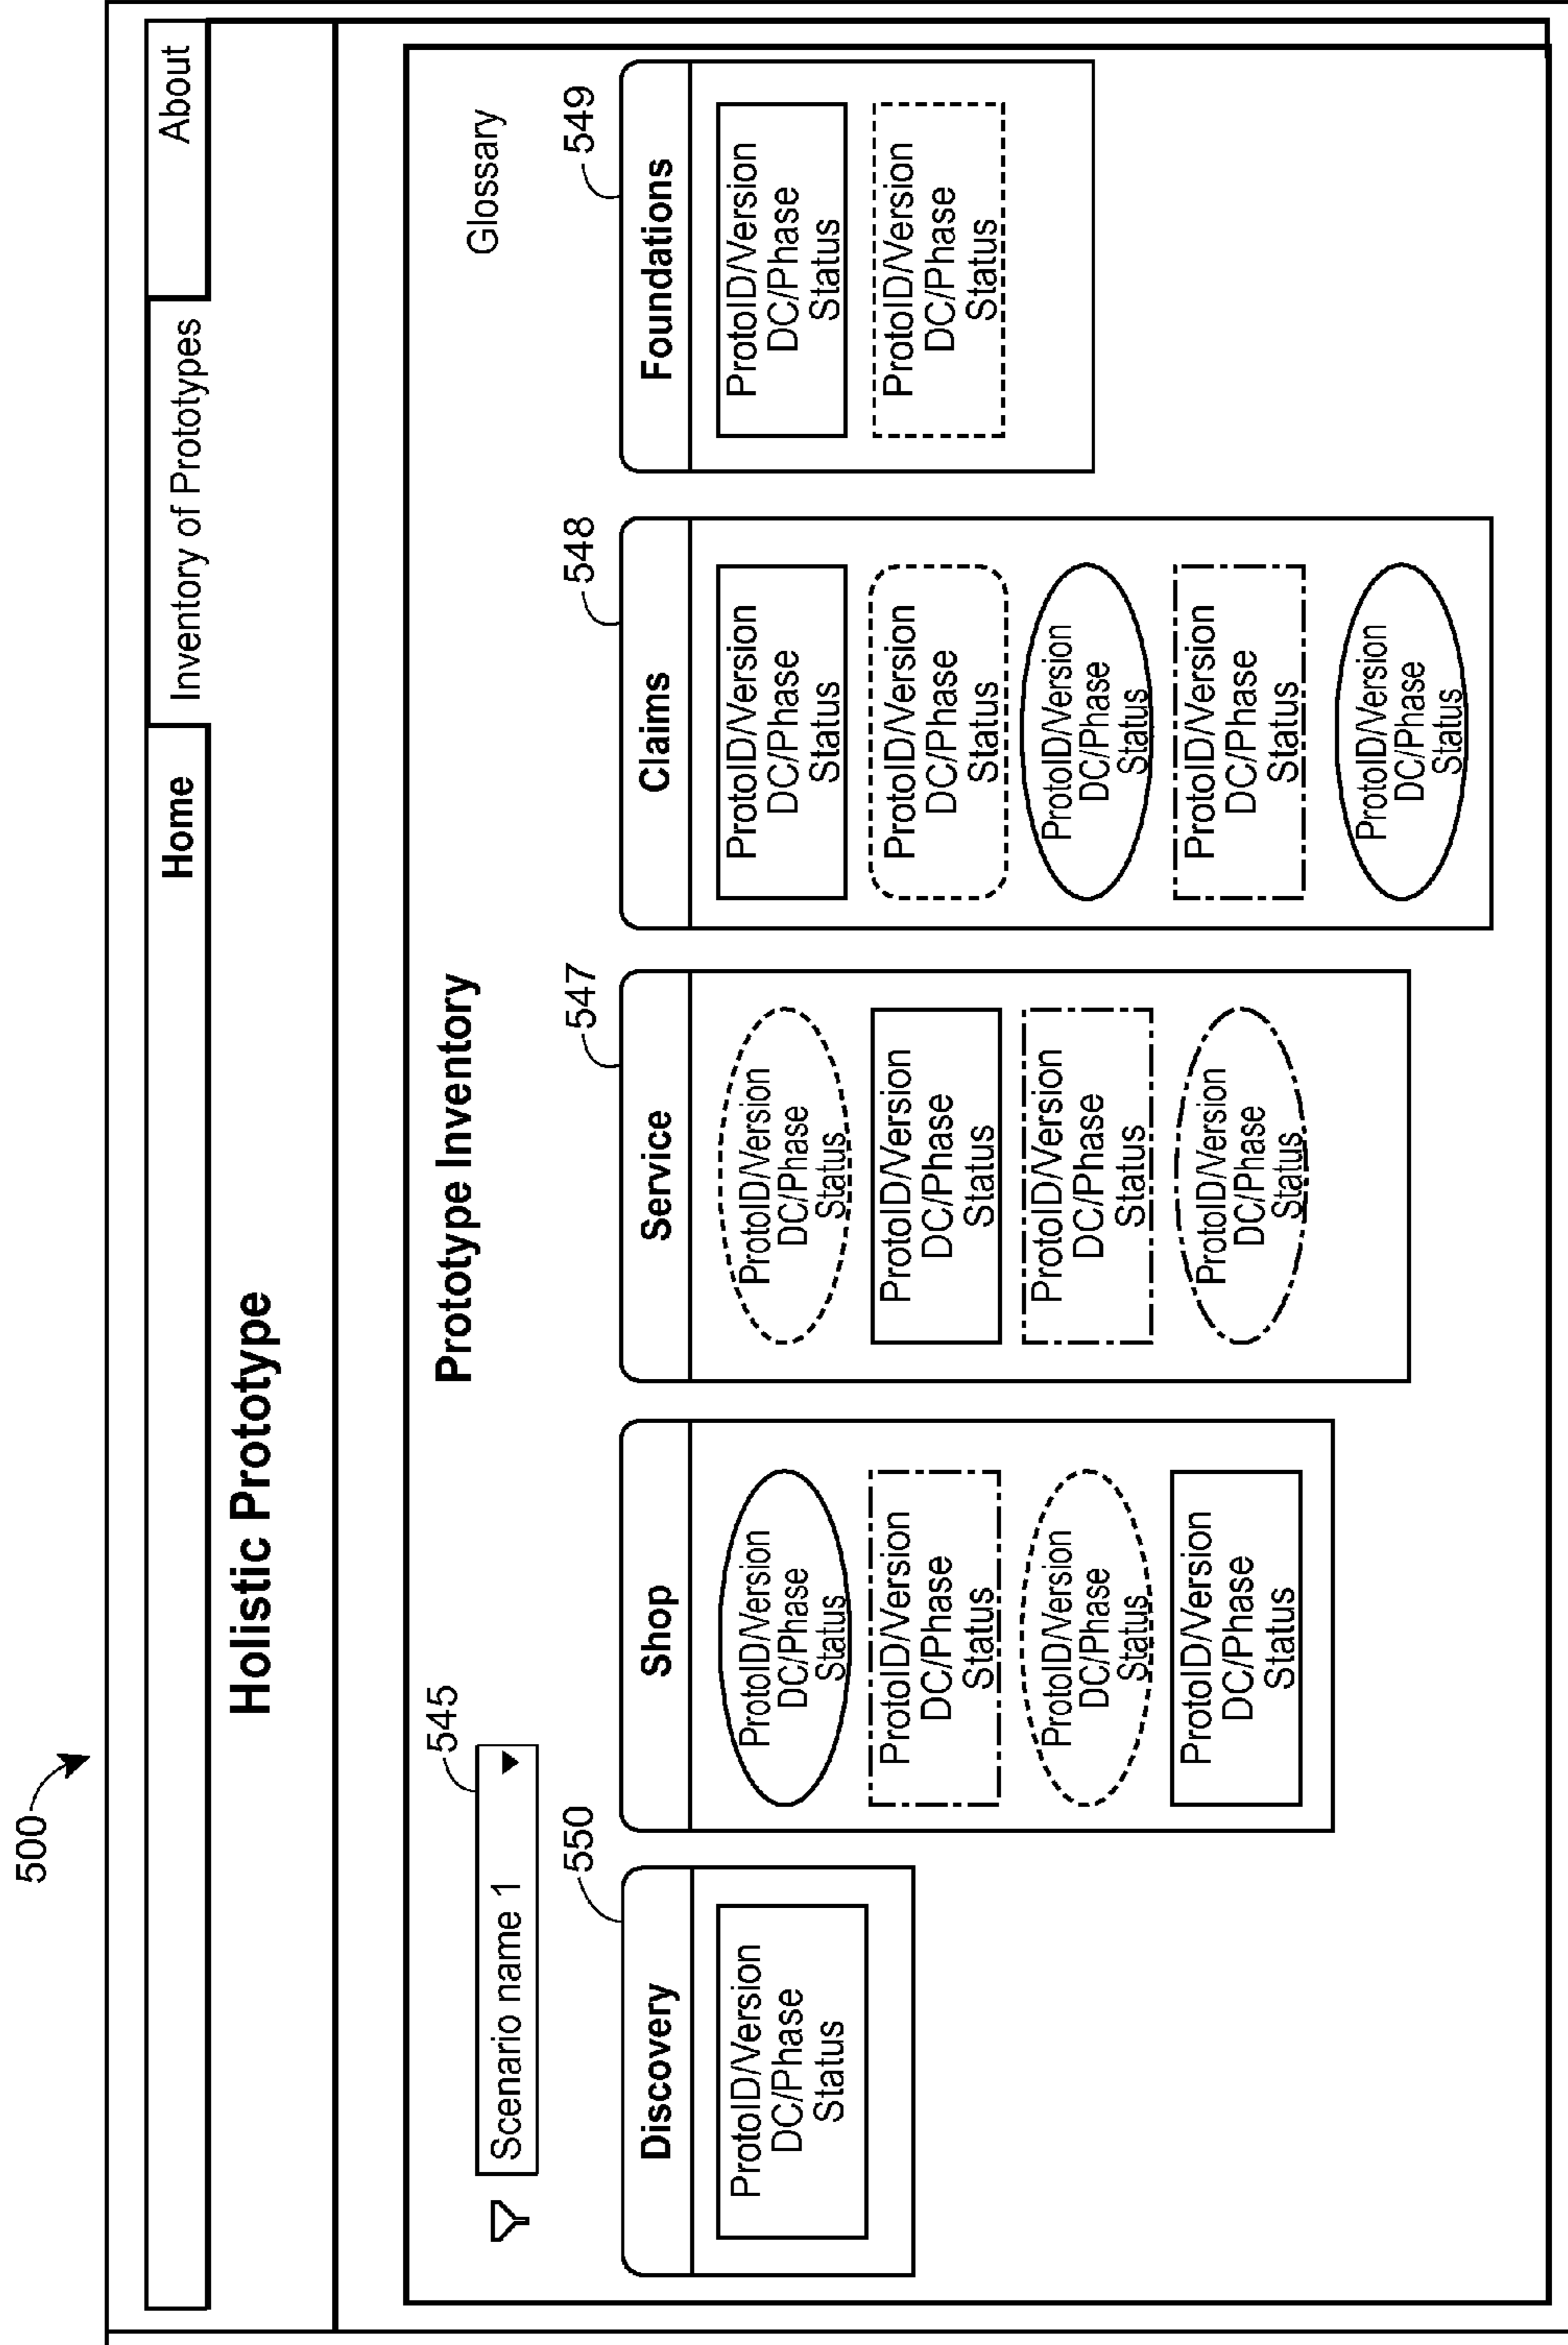 500
Home
Inventory of Prototypes
About
Holistic Prototype
Prototype Inventory
Scenario name 1
545
Glossary
550
Discovery
ProtoID/Version
DC/Phase
Status
Shop
ProtoID/Version
DC/Phase
Status
ProtoID/Version
DC/Phase
Status
ProtoID/Version
DC/Phase
Status
ProtoID/Version
DC/Phase
Status
547
Service
ProtoID/Version
DC/Phase
Status
ProtoID/Version
DC/Phase
Status
ProtoID/Version
DC/Phase
Status
ProtoID/Version
DC/Phase
Status
548
Claims
ProtoID/Version
DC/Phase
Status
ProtoID/Version
DC/Phase
Status
ProtoID/Version
DC/Phase
Status
ProtoID/Version
DC/Phase
Status
ProtoID/Version
DC/Phase
Status
549
Foundations
ProtoID/Version
DC/Phase
Status
ProtoID/Version
DC/Phase
Status